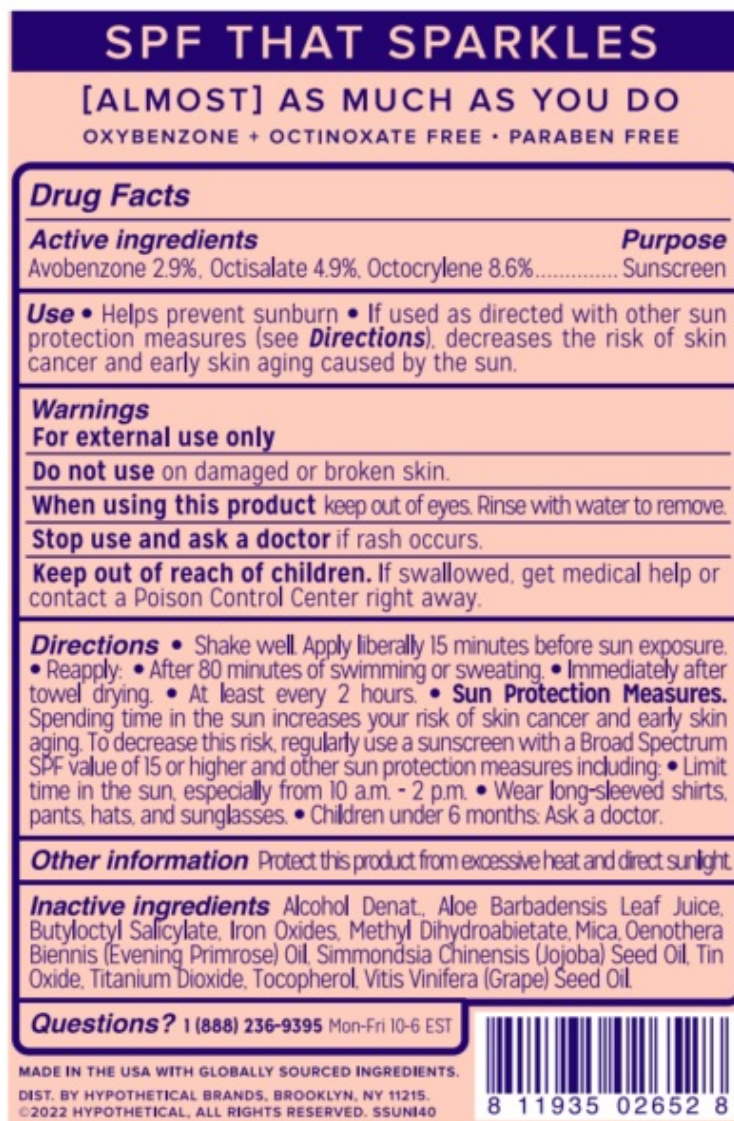 SPF THAT SPARKLES
[ALMOST] AS MUCH AS YOU DO
OXYBENZONE + OCTINOXATE FREE • PARABEN FREE
Drug Facts
Active ingredients Purpose
Avobenzone 2.9%, Octisalate 4.9%, Octocrylene 8.6%.............. Sunscreen
Use • Helps prevent sunburn • If used as directed with other sun
protection measures (see Directions), decreases the risk of skin
cancer and early skin aging caused by the sun.
Warnings
For external use only
Do not use on damaged or broken skin.
When using this product keep out of eyes. Rinse with water to remove.
Stop use and ask a doctor if rash occurs.
Keep out of reach of children. If swallowed, get medical help or
contact a Poison Control Center right away.
Directions • Shake well. Apply liberally 15 minutes before sun exposure.
• Reapply: • After 80 minutes of swimming or sweating. • Immediately after
towel drying. • At least every 2 hours. • Sun Protection Measures.
Spending time in the sun increases your risk of skin cancer and early skin
aging. To decrease this risk, regularly use a sunscreen with a Broad Spectrum
SPF value of 15 or higher and other sun protection measures including: • Limit
time in the sun, especially from 10 a.m. - 2 p.m. • Wear long-sleeved shirts,
pants, hats, and sunglasses. • Children under 6 months: Ask a doctor.
Other information Protect this product from excessive heat and direct sunlight.
Inactive ingredients Alcohol Denat., Aloe Barbadensis Leaf Juice,
Butyloctyl Salicylate, Iron Oxides, Methyl Dihydroabietate, Mica, Oenothera
Biennis (Evening Primrose) Oil, Simmondsia Chinensis (Jojoba) Seed Oil, Tin
Oxide, Titanium Dioxide, Tocopherol, Vitis Vinifera (Grape) Seed Oil.
Questions? 1 (888) 236-9395 Mon-Fri 10-6 EST
MADE IN THE USA WITH GLOBALLY SOURCED INGREDIENTS.
DIST. BY HYPOTHETICAL BRANDS, BROOKLYN, NY 11215.
©2022 HYPOTHETICAL, ALL RIGHTS RESERVED. SSUNI40
8 11935 02652 8